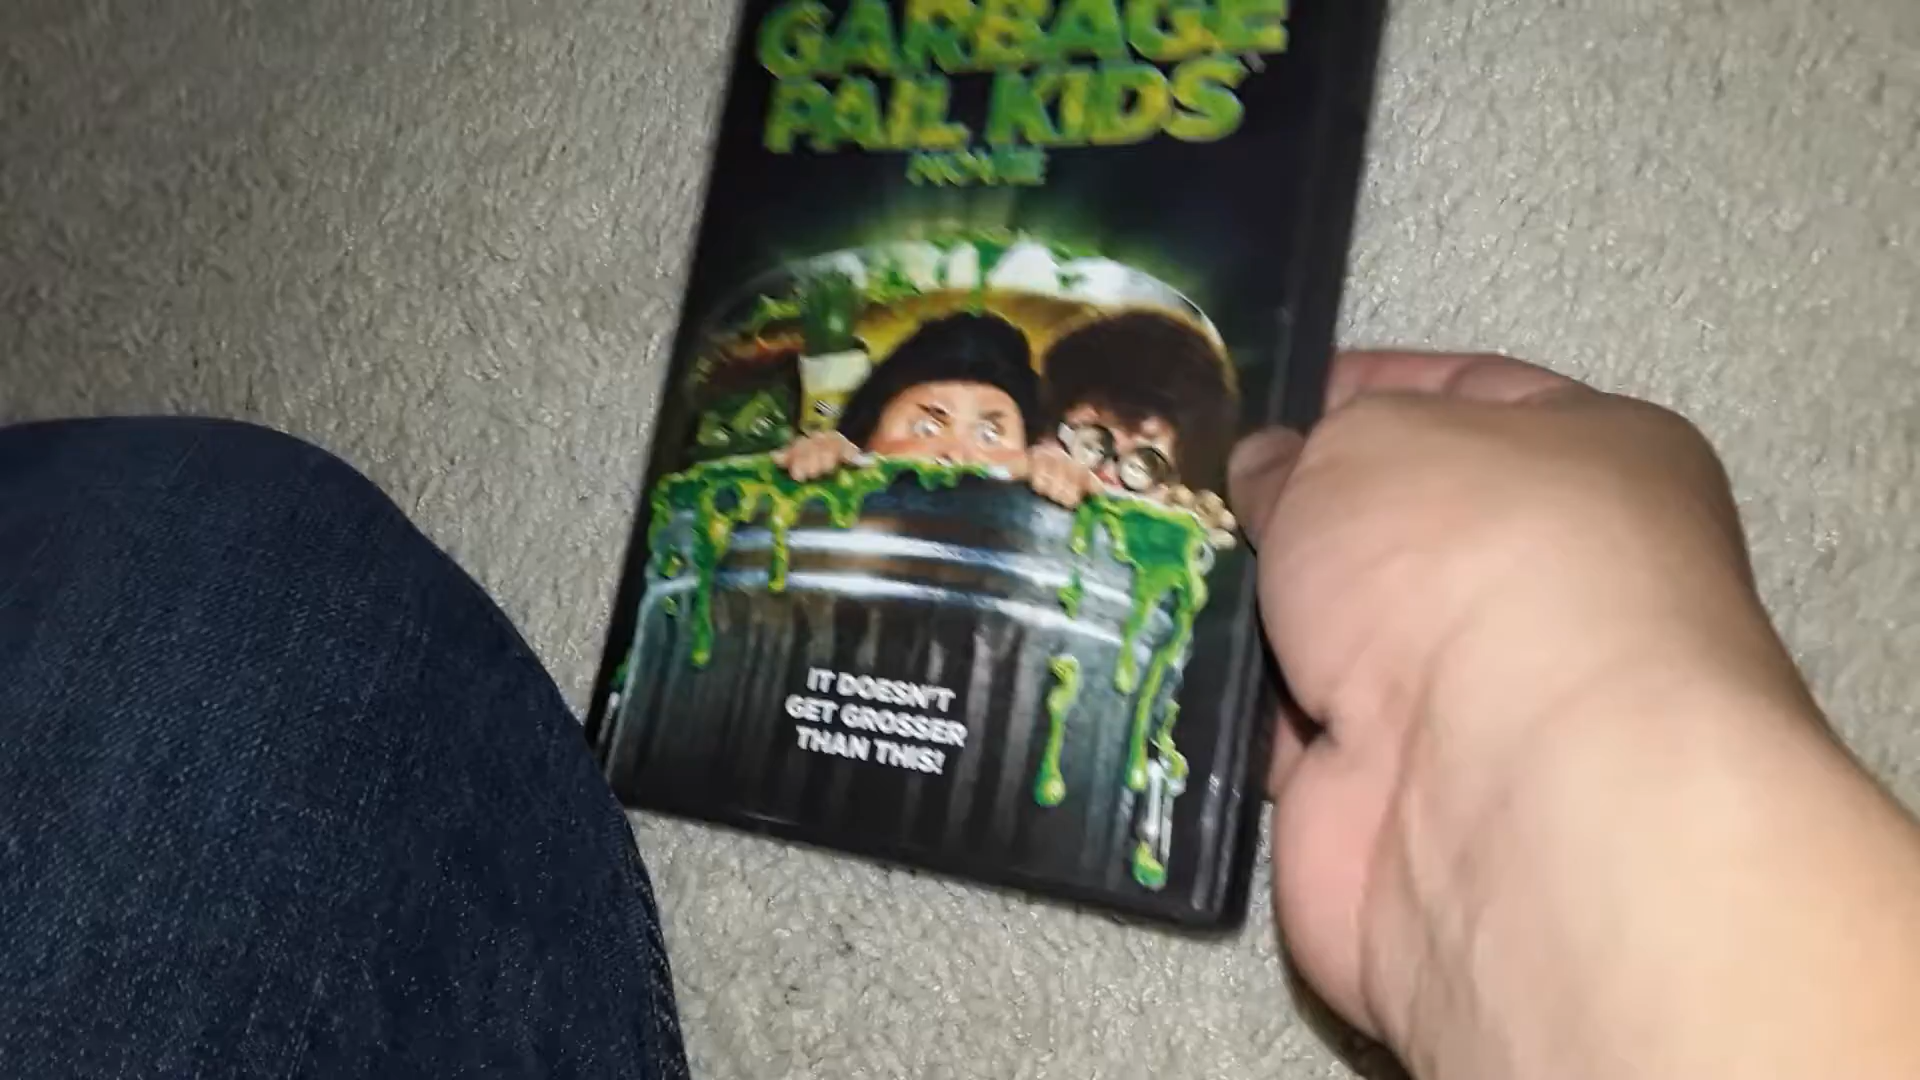 GARBAGE
PAIL KIDS
MOVIE
IT DOESN'T
GET GROSSER
THAN THIS!